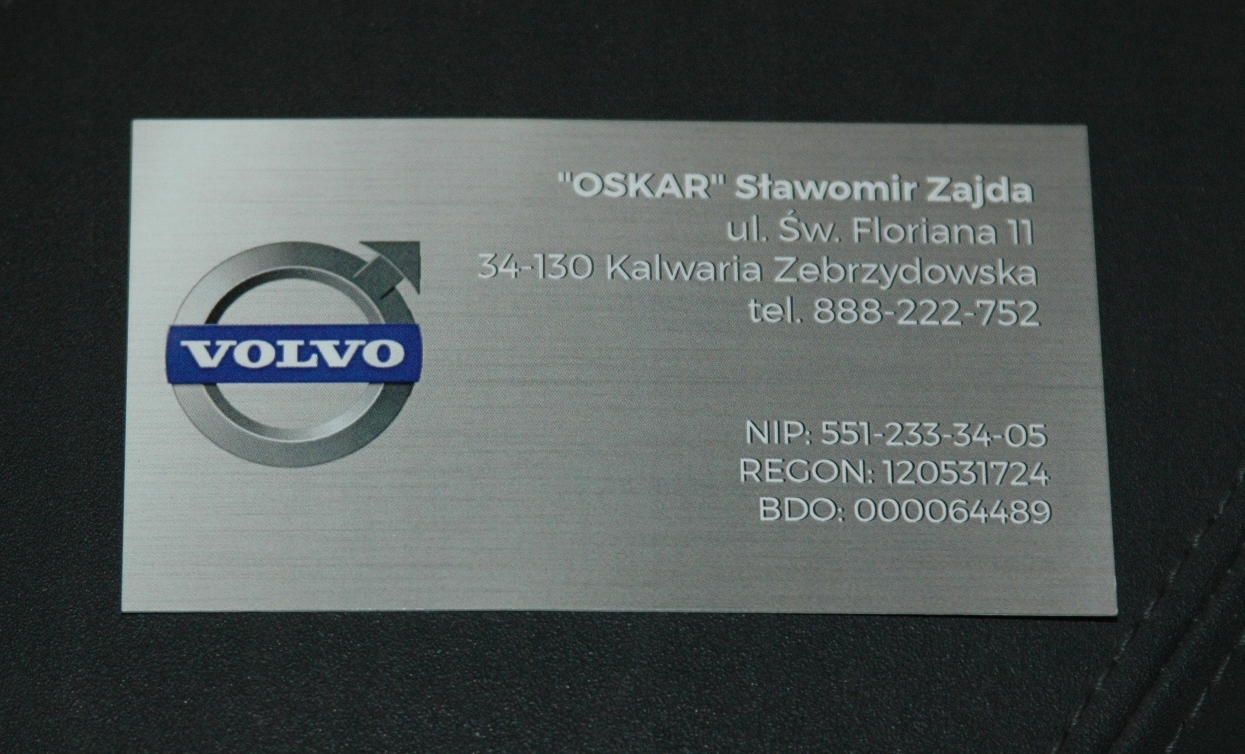 VOLVO
"OSKAR" Sławomir Zajda
ul. Św. Floriana 11
34-130 Kalwaria Zebrzydowska
tel. 888-222-752
NIP: 551-233-34-05
REGON: 120531724
BDO: 000064489